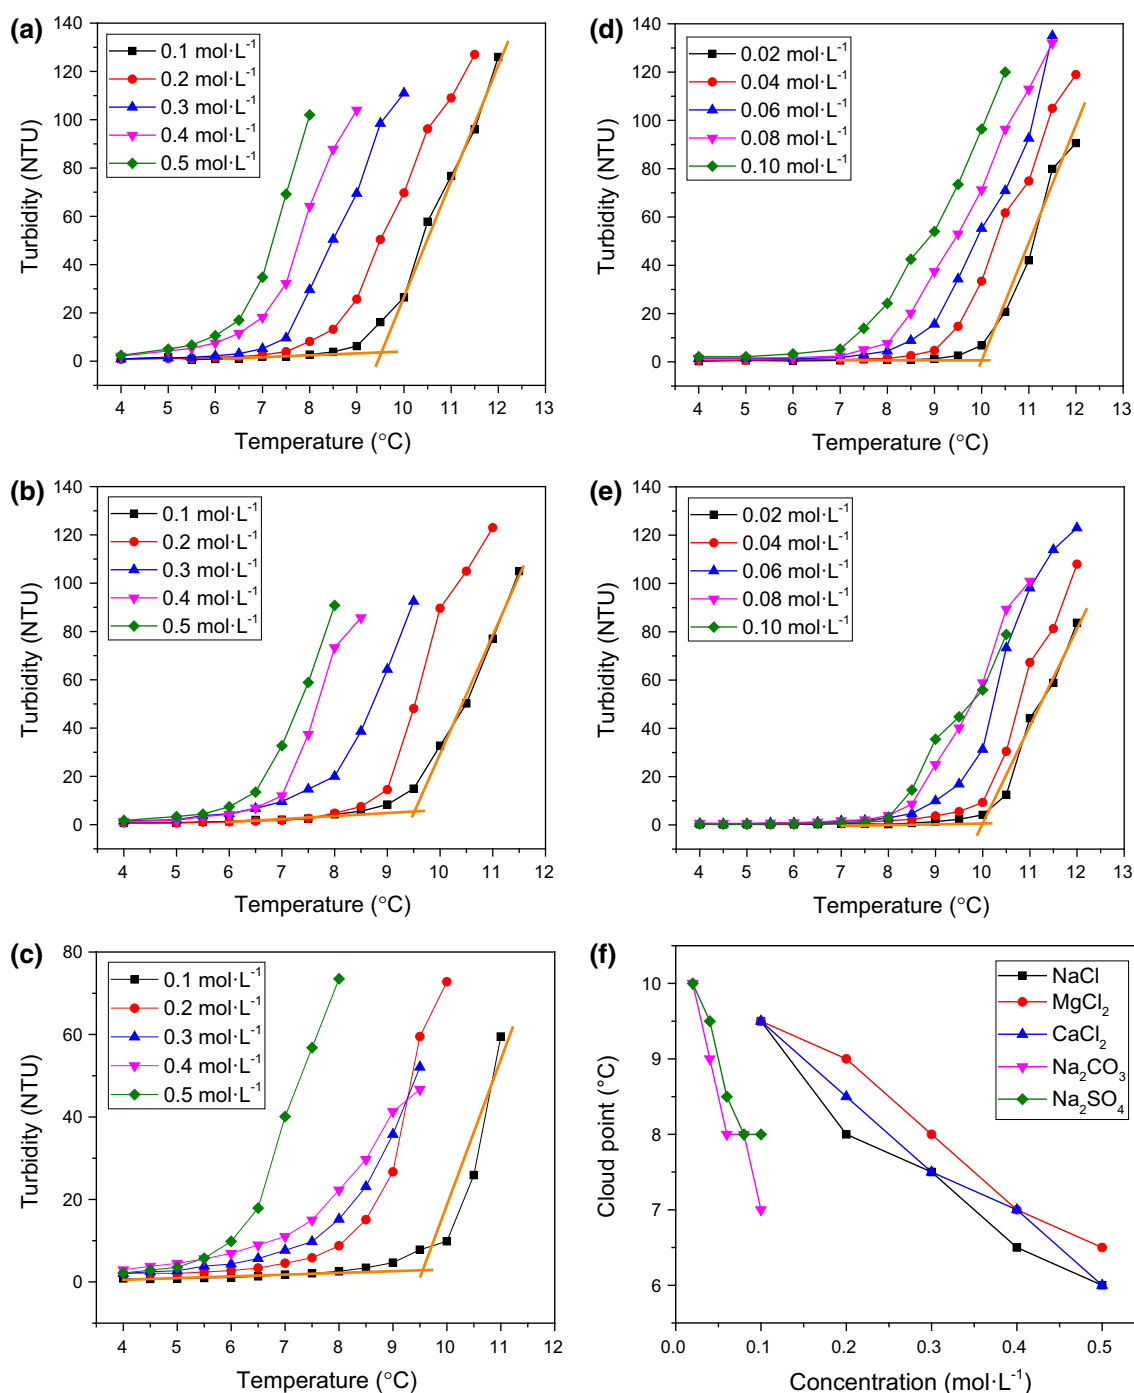 (a)
140
120
100
80
60
40
20
0
Turbidity (NTU)
0.1 mol·L⁻¹
0.2 mol·L⁻¹
0.3 mol·L⁻¹
0.4 mol·L⁻¹
0.5 mol·L⁻¹
4 5 6 7 8 9 10 11 12 13
Temperature (°C)
(d)
140
120
100
80
60
40
20
0
Turbidity (NTU)
0.02 mol·L⁻¹
0.04 mol·L⁻¹
0.06 mol·L⁻¹
0.08 mol·L⁻¹
0.10 mol·L⁻¹
4 5 6 7 8 9 10 11 12 13
Temperature (°C)
(b)
140
120
100
80
60
40
20
0
Turbidity (NTU)
0.1 mol·L⁻¹
0.2 mol·L⁻¹
0.3 mol·L⁻¹
0.4 mol·L⁻¹
0.5 mol·L⁻¹
4 5 6 7 8 9 10 11 12
Temperature (°C)
(e)
140
120
100
80
60
40
20
0
Turbidity (NTU)
0.02 mol·L⁻¹
0.04 mol·L⁻¹
0.06 mol·L⁻¹
0.08 mol·L⁻¹
0.10 mol·L⁻¹
4 5 6 7 8 9 10 11 12 13
Temperature (°C)
(c)
80
60
40
20
0
Turbidity (NTU)
0.1 mol·L⁻¹
0.2 mol·L⁻¹
0.3 mol·L⁻¹
0.4 mol·L⁻¹
0.5 mol·L⁻¹
4 5 6 7 8 9 10 11 12
Temperature (°C)
(f)
10
9
8
7
6
Cloud point (°C)
NaCl
MgCl₂
CaCl₂
Na₂CO₃
Na₂SO₄
0.0 0.1 0.2 0.3 0.4 0.5
Concentration (mol·L⁻¹)